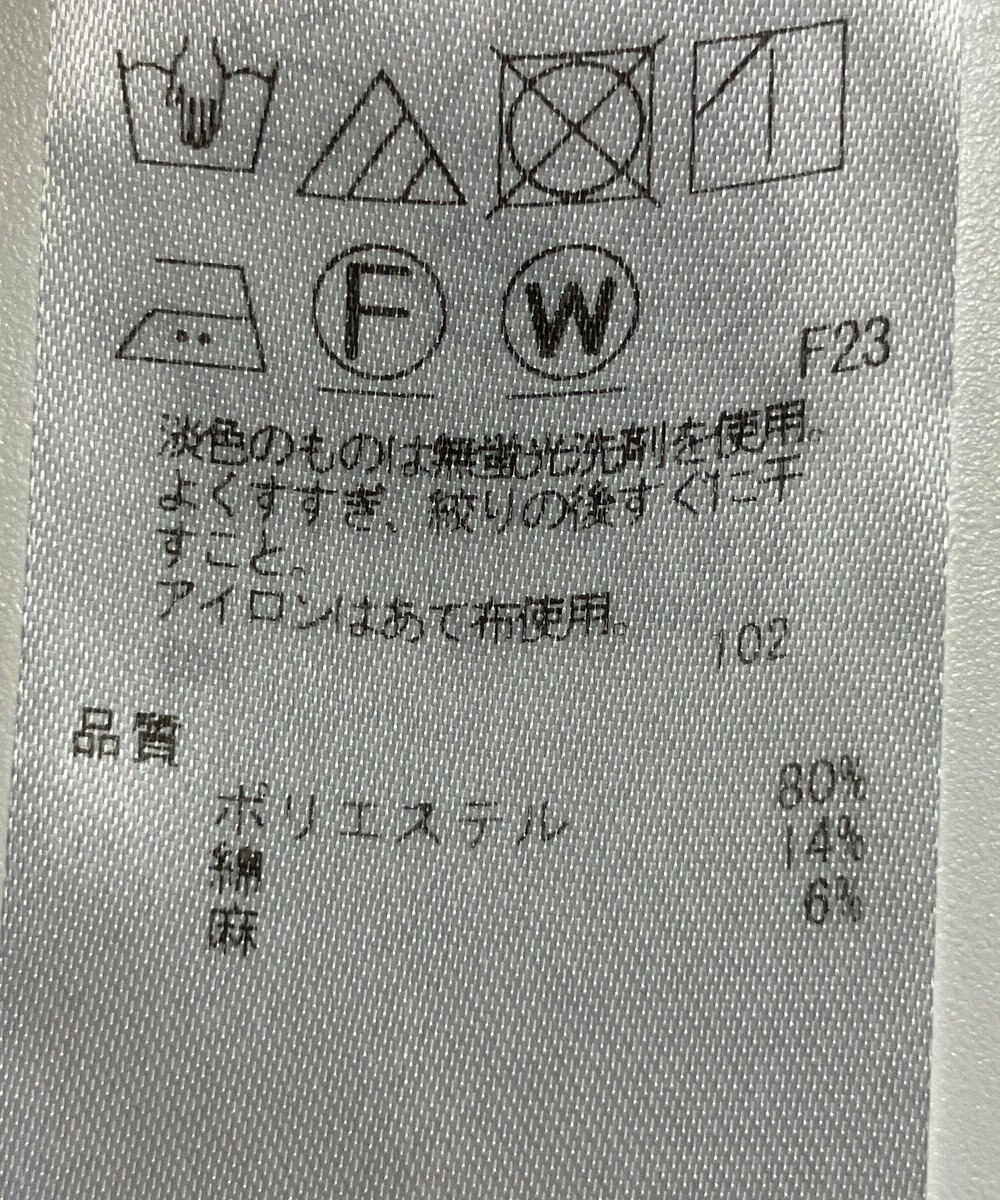 F W F23
淡色のものは無蛍光洗剤を使用。
よくすすぎ、絞りの後すぐに干
すこと。
アイロンはあて布使用。 102
品質
ポリエステル 80%
綿 14%
麻 6%